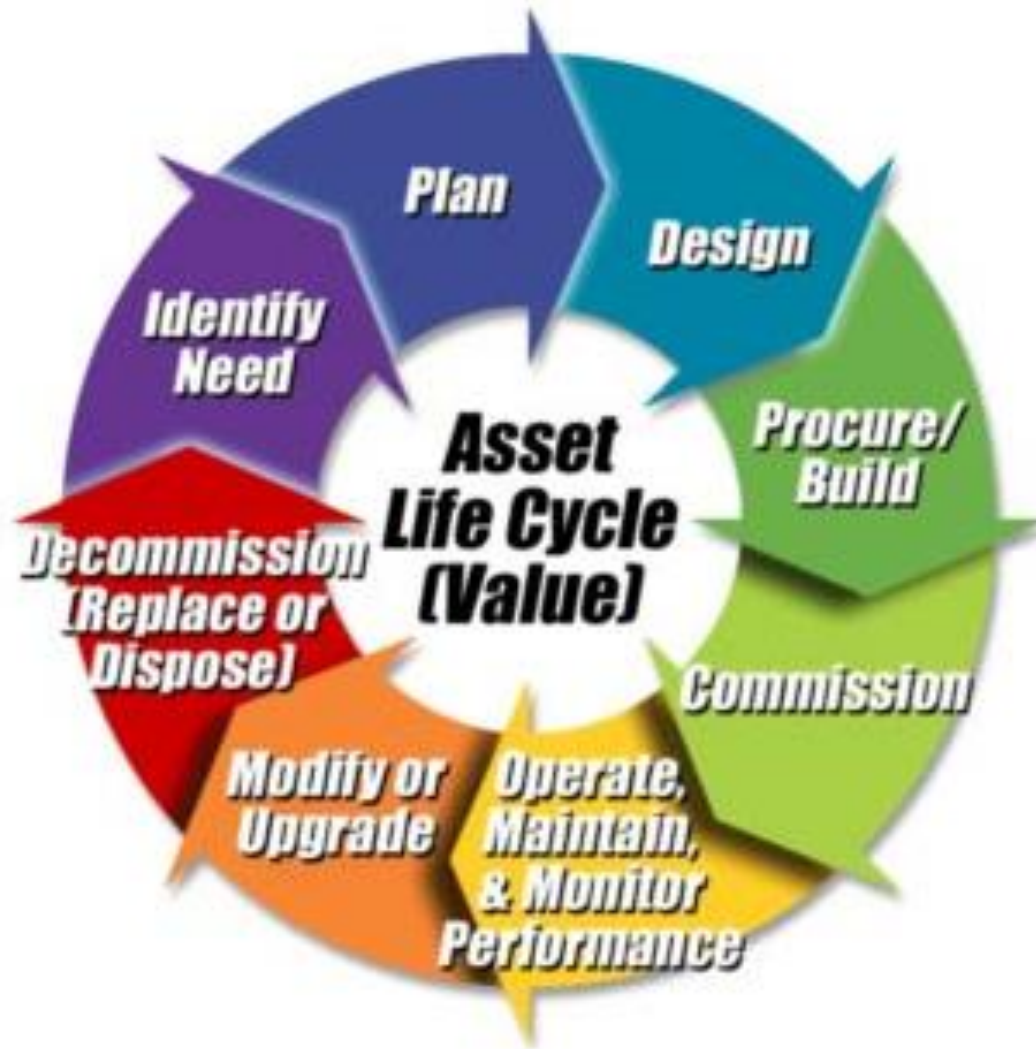 Plan
Design
Procure/
Build
Commission
Operate,
Maintain,
& Monitor
Performance
Modify or
Upgrade
Decommission
(Replace or
Dispose)
Identify
Need
Asset
Life Cycle
(Value)